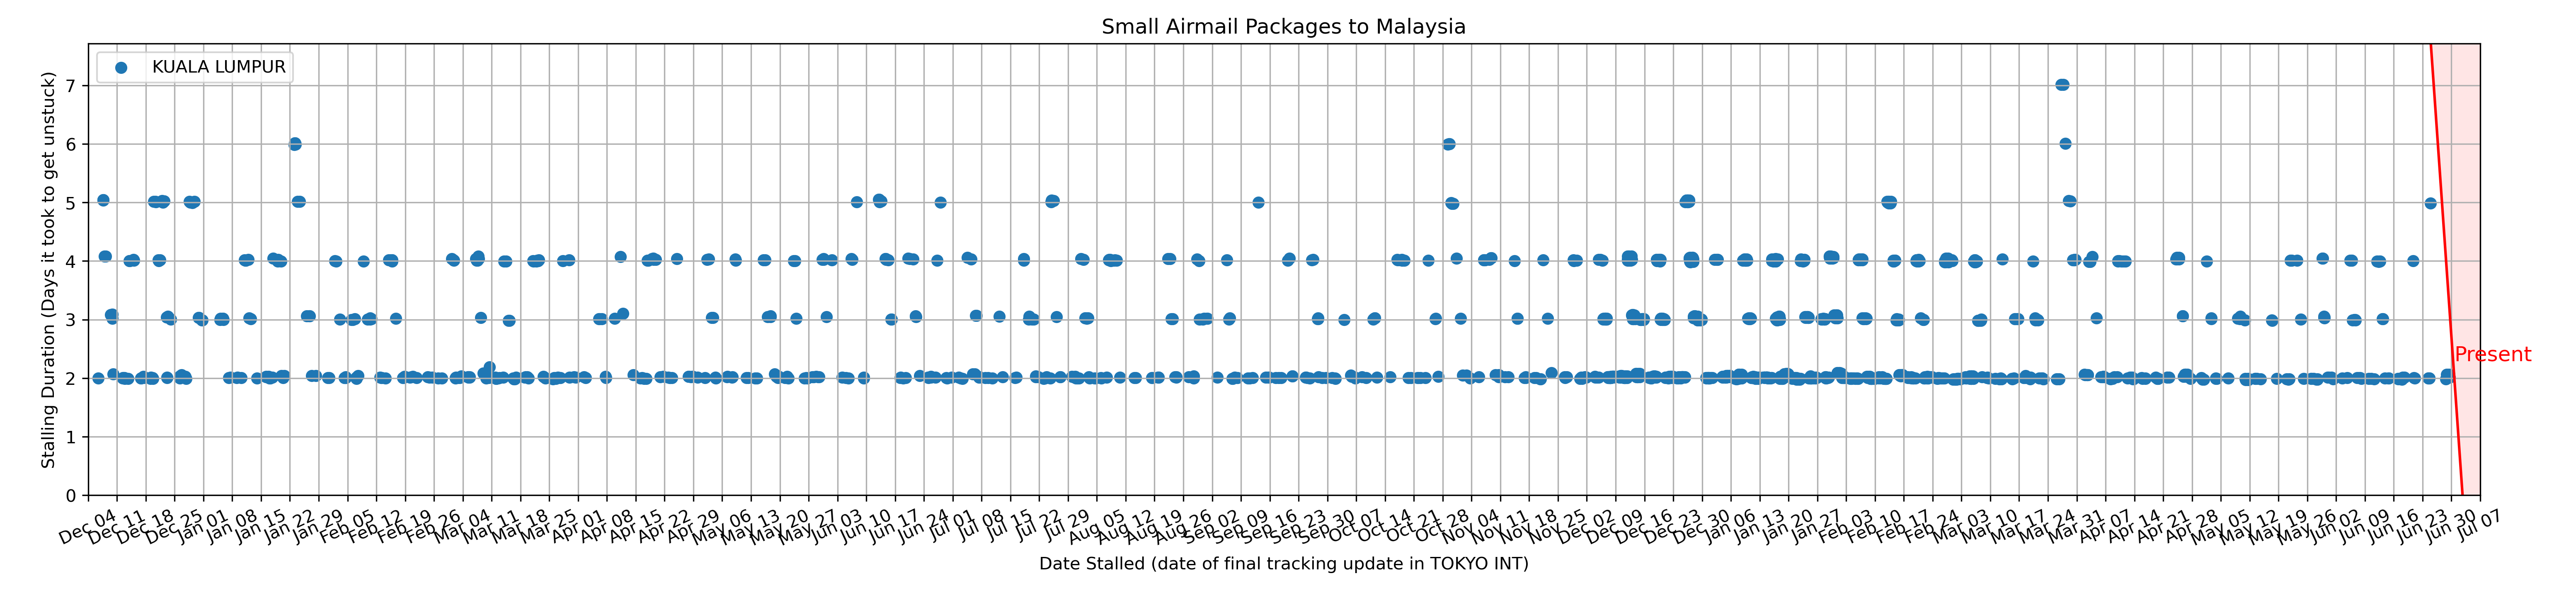 Small Airmail Packages to Malaysia
KUALA LUMPUR
Stalling Duration (Days it took to get unstuck)
7
6
5
4
3
2
1
0
Present
Dec 04
Dec 11
Dec 18
Dec 25
Jan 01
Jan 08
Jan 15
Jan 22
Jan 29
Feb 05
Feb 12
Feb 19
Feb 26
Mar 04
Mar 11
Mar 18
Mar 25
Apr 01
Apr 08
Apr 15
Apr 22
Apr 29
May 06
May 13
May 20
May 27
Jun 03
Jun 10
Jun 17
Jun 24
Jul 01
Jul 08
Jul 15
Jul 22
Jul 29
Aug 05
Aug 12
Aug 19
Aug 26
Sep 02
Sep 09
Sep 16
Sep 23
Sep 30
Oct 07
Oct 14
Oct 21
Oct 28
Nov 04
Nov 11
Nov 18
Nov 25
Dec 02
Dec 09
Dec 16
Dec 23
Dec 30
Jan 06
Jan 13
Jan 20
Jan 27
Feb 03
Feb 10
Feb 17
Feb 24
Mar 03
Mar 10
Mar 17
Mar 24
Mar 31
Apr 07
Apr 14
Apr 21
Apr 28
May 05
May 12
May 19
May 26
Jun 02
Jun 09
Jun 16
Jun 23
Jun 30
Jul 07
Date Stalled (date of final tracking update in TOKYO INT)